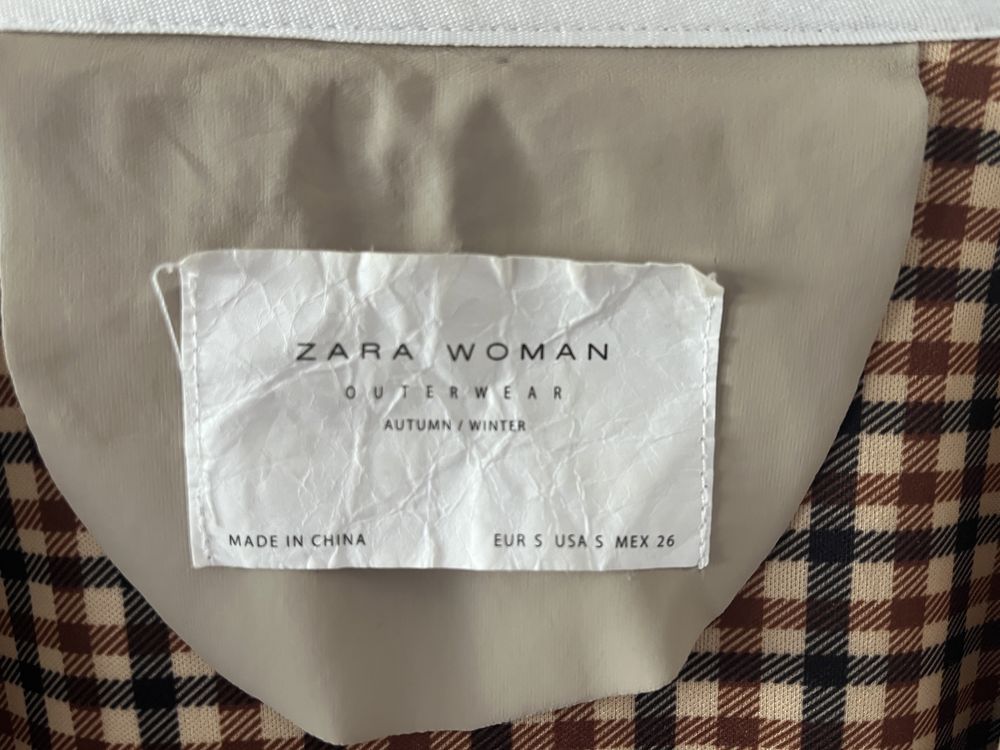 ZARA WOMAN
OUTERWEAR
AUTUMN / WINTER
MADE IN CHINA EUR S USA S MEX 26